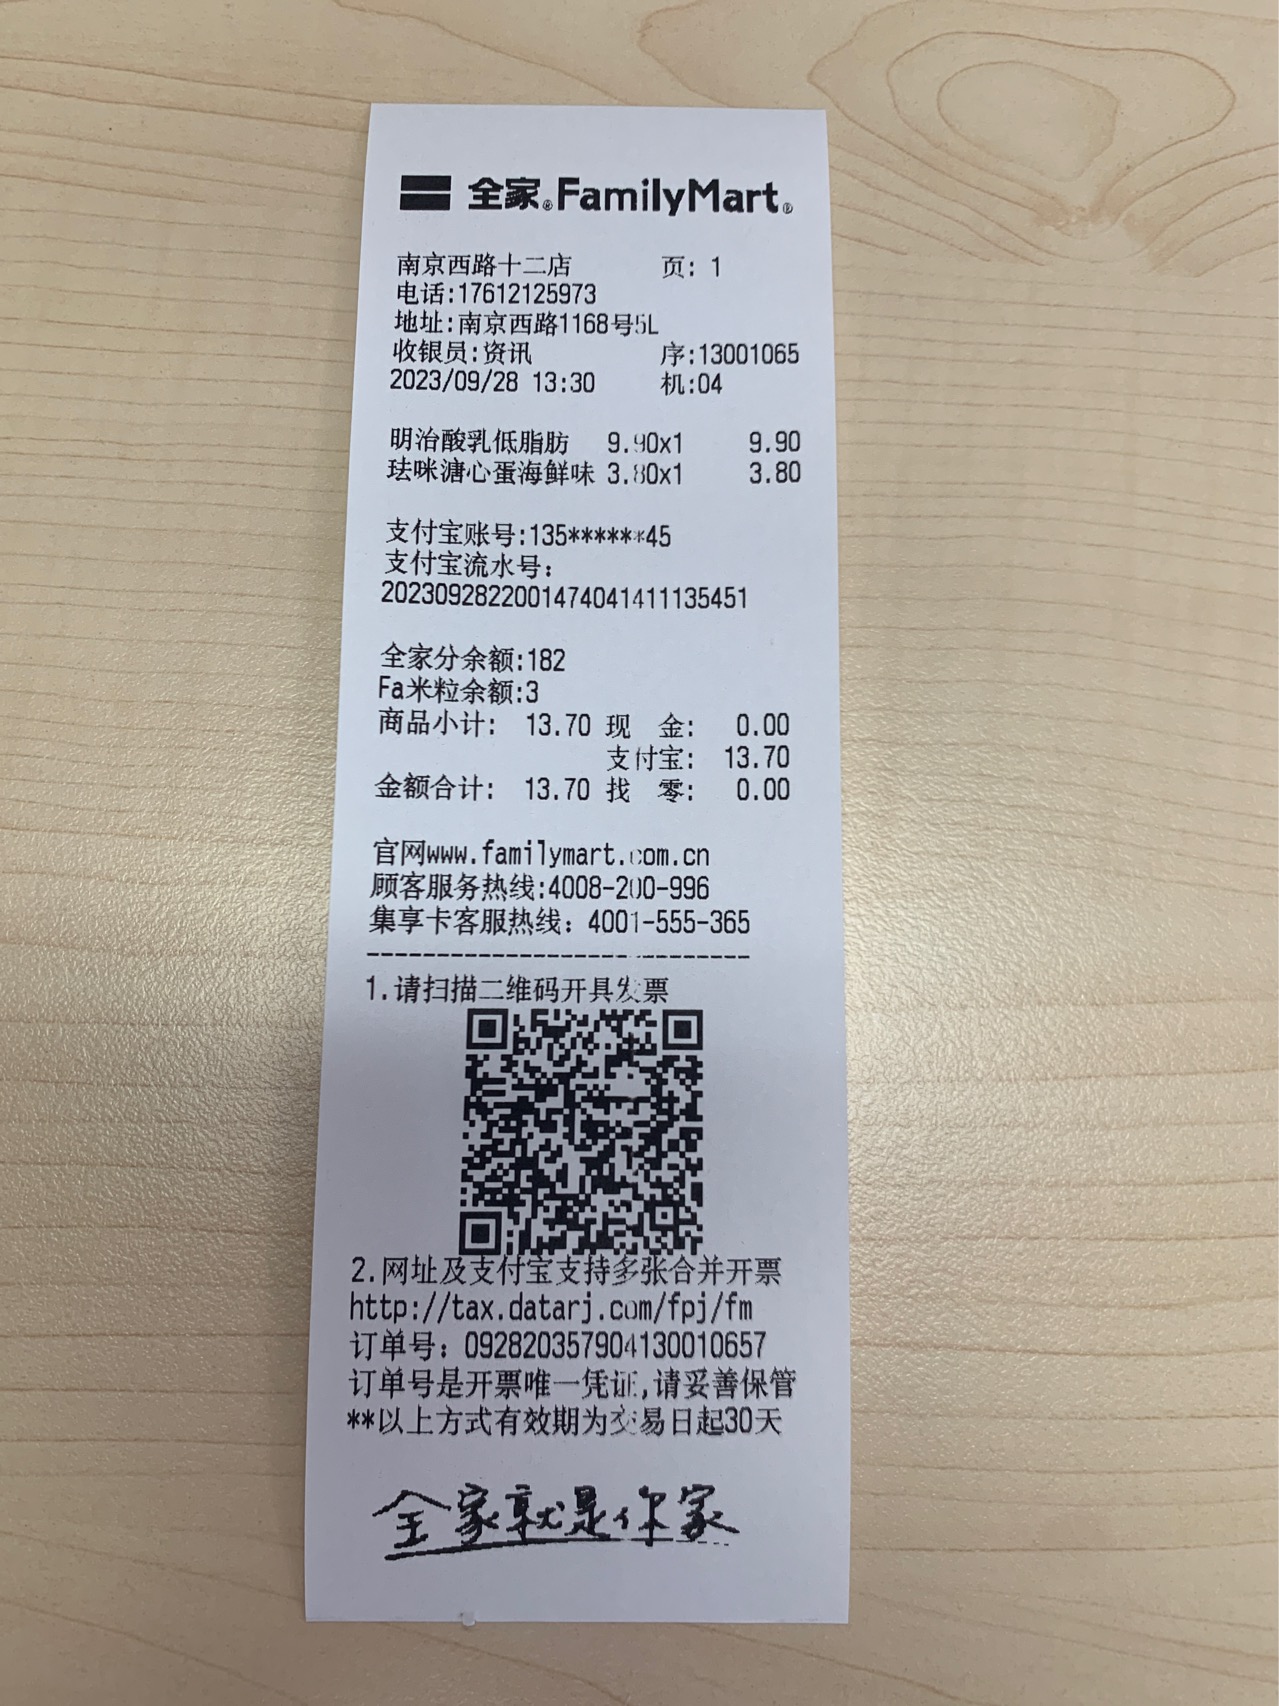 全家®FamilyMart®
南京西路十二店 页: 1
电话:17612125973
地址:南京西路1168号5L
收银员:资讯 序:13001065
2023/09/28 13:30 机:04
明治酸乳低脂肪 9.90x1 9.90
珐咪溏心蛋海鲜味 3.80x1 3.80
支付宝账号:135******45
支付宝流水号:
2023092822001474041411135451
全家分余额:182
Fa米粒余额:3
商品小计: 13.70 现 金: 0.00
支付宝: 13.70
金额合计: 13.70 找 零: 0.00
官网www.familymart.com.cn
顾客服务热线:4008-200-996
集享卡客服热线: 4001-555-365
1.请扫描二维码开具发票
2.网址及支付宝支持多张合并开票
http://tax.datarj.com/fpj/fm
订单号: 092820357904130010657
订单号是开票唯一凭证,请妥善保管
**以上方式有效期为交易日起30天
全家就是你家